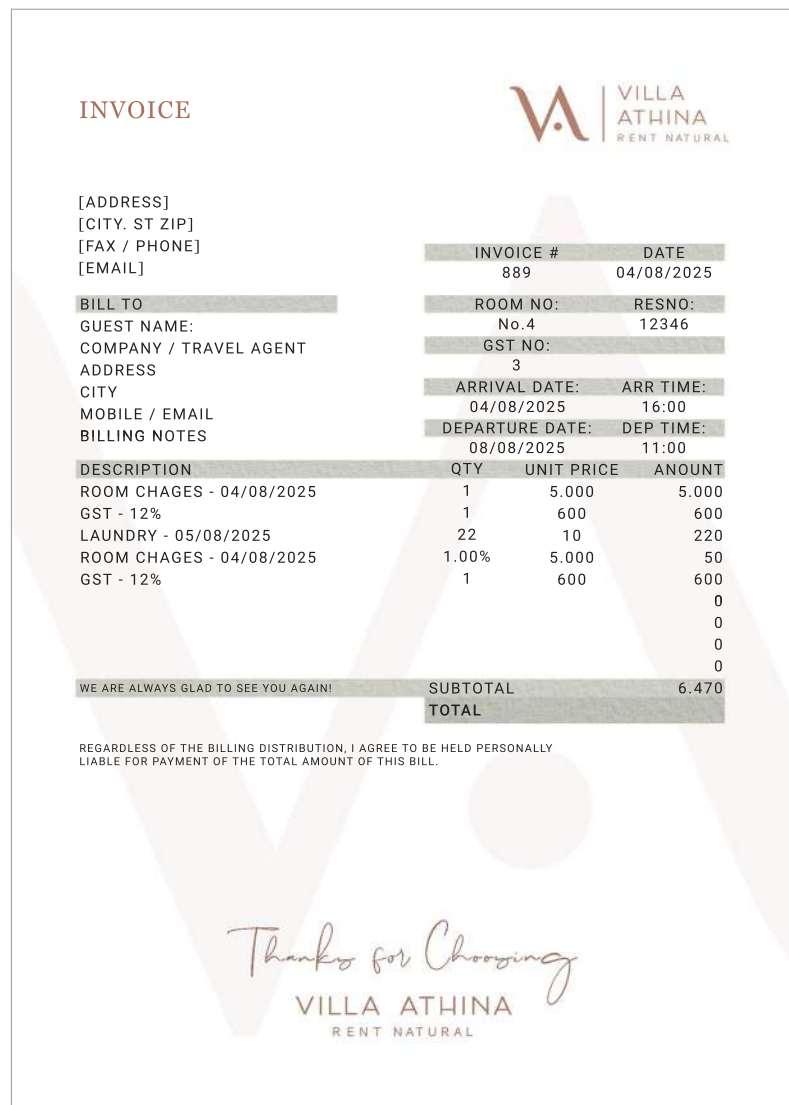 INVOICE
VILLA
ATHINA
RENT NATURAL
[ADDRESS]
[CITY. ST ZIP]
[FAX / PHONE]
[EMAIL]
INVOICE # DATE
889 04/08/2025
BILL TO
GUEST NAME:
COMPANY / TRAVEL AGENT
ADDRESS
CITY
MOBILE / EMAIL
BILLING NOTES
ROOM NO: RESNO:
No.4 12346
GST NO:
3
ARRIVAL DATE: ARR TIME:
04/08/2025 16:00
DEPARTURE DATE: DEP TIME:
08/08/2025 11:00
DESCRIPTION QTY UNIT PRICE ANOUNT
ROOM CHAGES - 04/08/2025 1 5.000 5.000
GST - 12% 1 600 600
LAUNDRY - 05/08/2025 22 10 220
ROOM CHAGES - 04/08/2025 1.00% 5.000 50
GST - 12% 1 600 600
0
0
0
0
WE ARE ALWAYS GLAD TO SEE YOU AGAIN! SUBTOTAL 6.470
TOTAL
REGARDLESS OF THE BILLING DISTRIBUTION, I AGREE TO BE HELD PERSONALLY
LIABLE FOR PAYMENT OF THE TOTAL AMOUNT OF THIS BILL.
Thanks for Choosing
VILLA ATHINA
RENT NATURAL